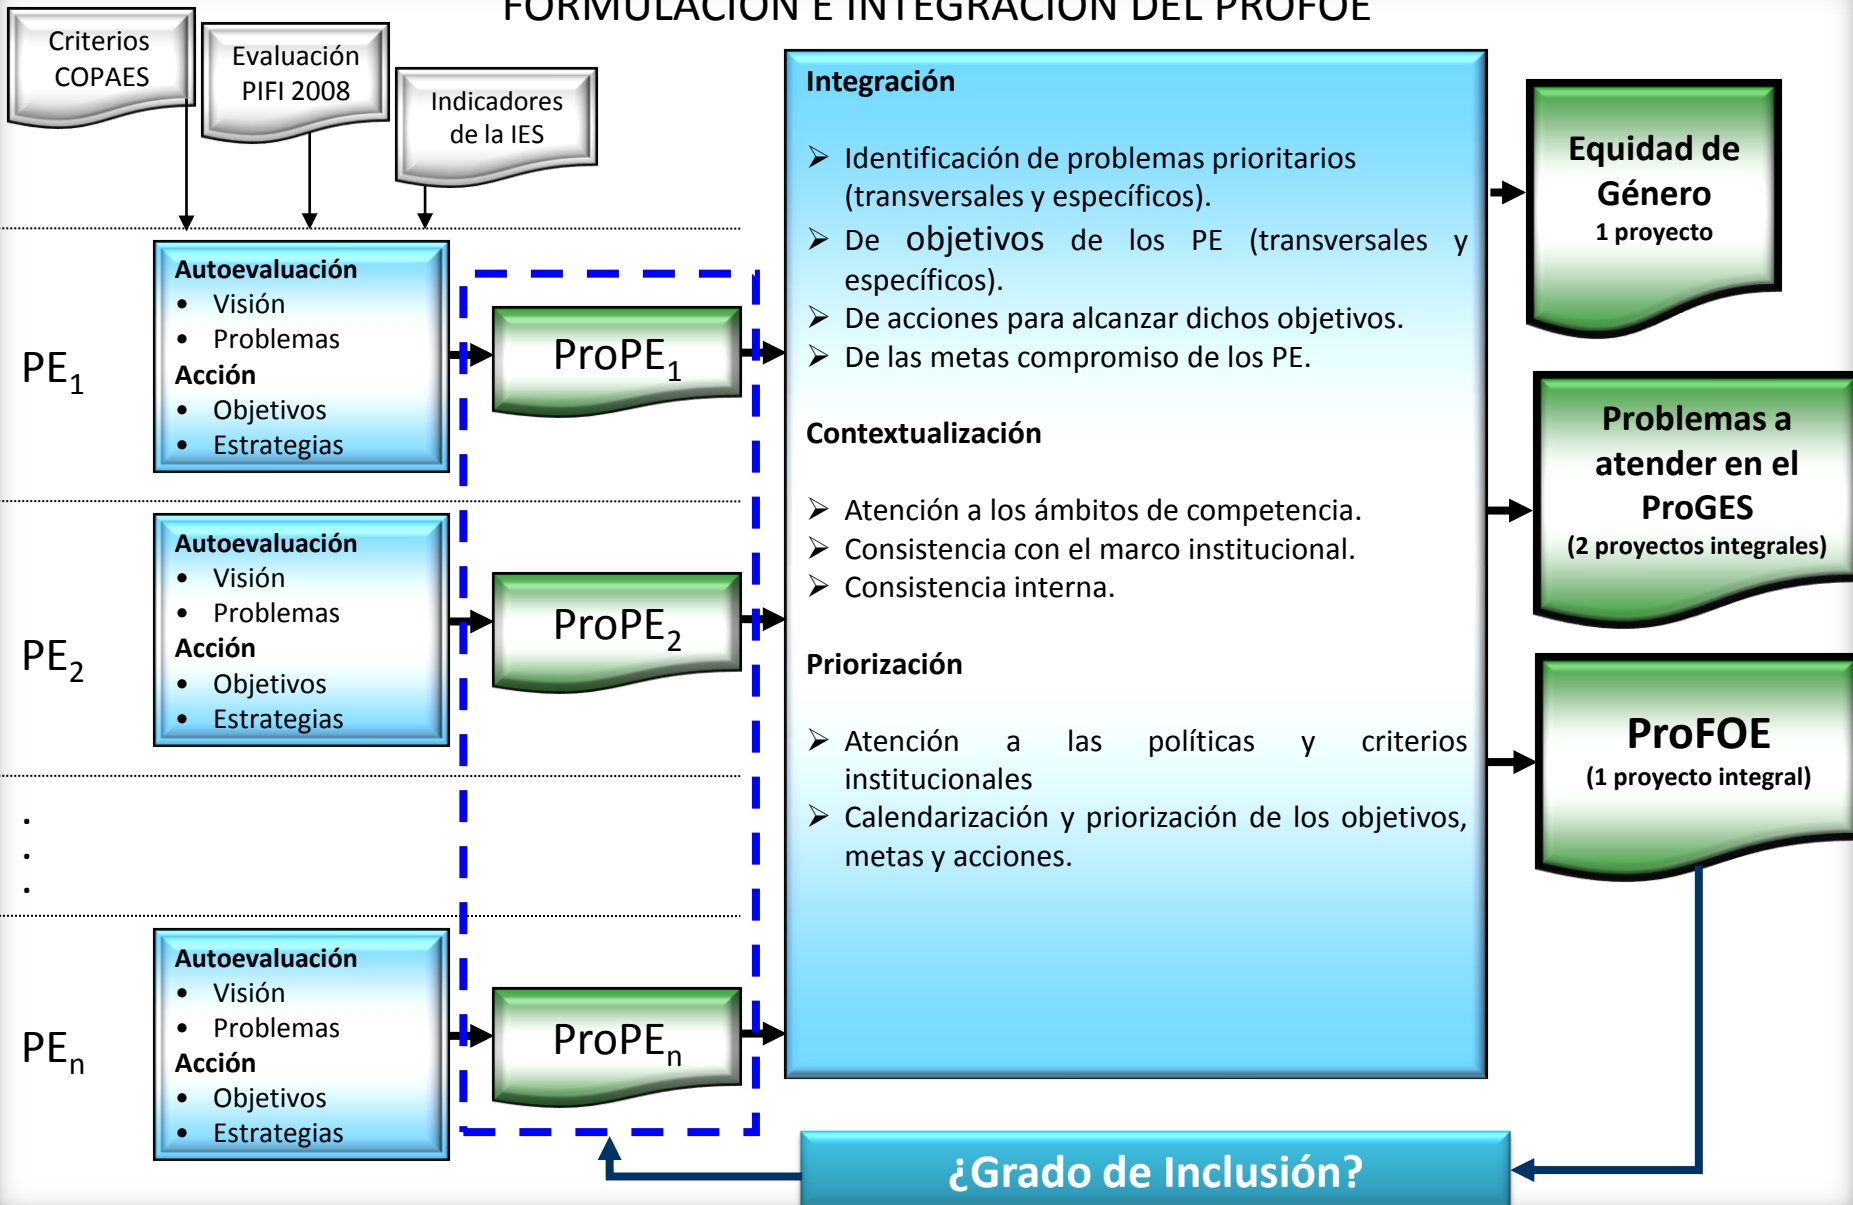 FORMULACIÓN E INTEGRACIÓN DEL PROFOE
Criterios
COPAES
Evaluación
PIFI 2008
Indicadores
de la IES
PE1
Autoevaluación
• Visión
• Problemas
Acción
• Objetivos
• Estrategias
ProPE1
PE2
Autoevaluación
• Visión
• Problemas
Acción
• Objetivos
• Estrategias
ProPE2
.
.
.
PEn
Autoevaluación
• Visión
• Problemas
Acción
• Objetivos
• Estrategias
ProPEn
Integración
➢ Identificación de problemas prioritarios
(transversales y específicos).
➢ De objetivos de los PE (transversales y
específicos).
➢ De acciones para alcanzar dichos objetivos.
➢ De las metas compromiso de los PE.
Contextualización
➢ Atención a los ámbitos de competencia.
➢ Consistencia con el marco institucional.
➢ Consistencia interna.
Priorización
➢ Atención a las políticas y criterios
institucionales
➢ Calendarización y priorización de los objetivos,
metas y acciones.
Equidad de
Género
1 proyecto
Problemas a
atender en el
ProGES
(2 proyectos integrales)
ProFOE
(1 proyecto integral)
¿Grado de Inclusión?